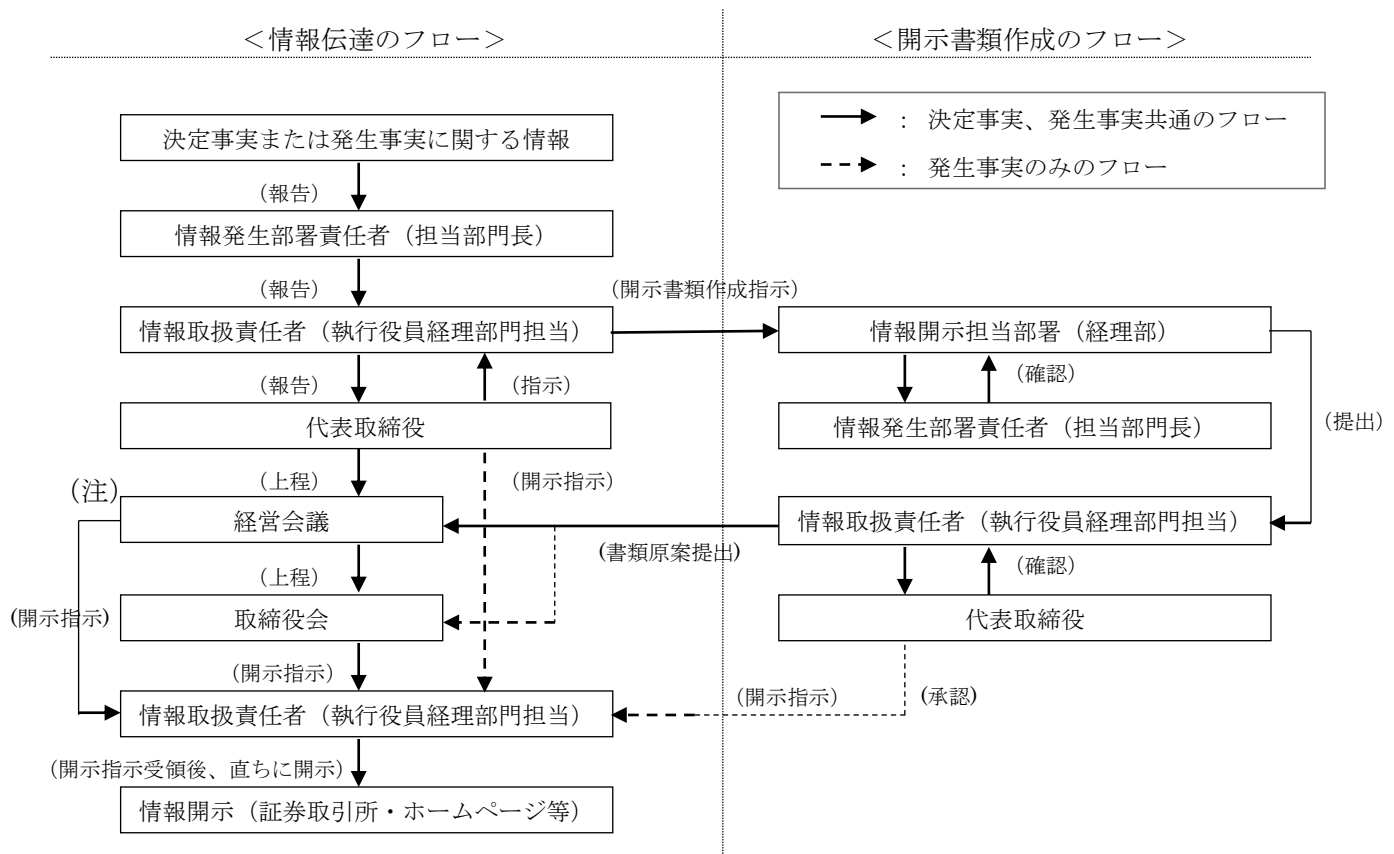 ＜情報伝達のフロー＞
＜開示書類作成のフロー＞
： 決定事実、発生事実共通のフロー
： 発生事実のみのフロー
決定事実または発生事実に関する情報
（報告）
情報発生部署責任者（担当部門長）
（報告）
（開示書類作成指示）
情報取扱責任者（執行役員経理部門担当）
情報開示担当部署（経理部）
（報告）
（指示）
（確認）
代表取締役
情報発生部署責任者（担当部門長）
（提出）
（上程）
（開示指示）
（注）
経営会議
情報取扱責任者（執行役員経理部門担当）
(書類原案提出)
（上程）
（確認）
(開示指示)
取締役会
代表取締役
（開示指示）
（開示指示）
(承認)
情報取扱責任者（執行役員経理部門担当）
（開示指示受領後、直ちに開示）
情報開示（証券取引所・ホームページ等）